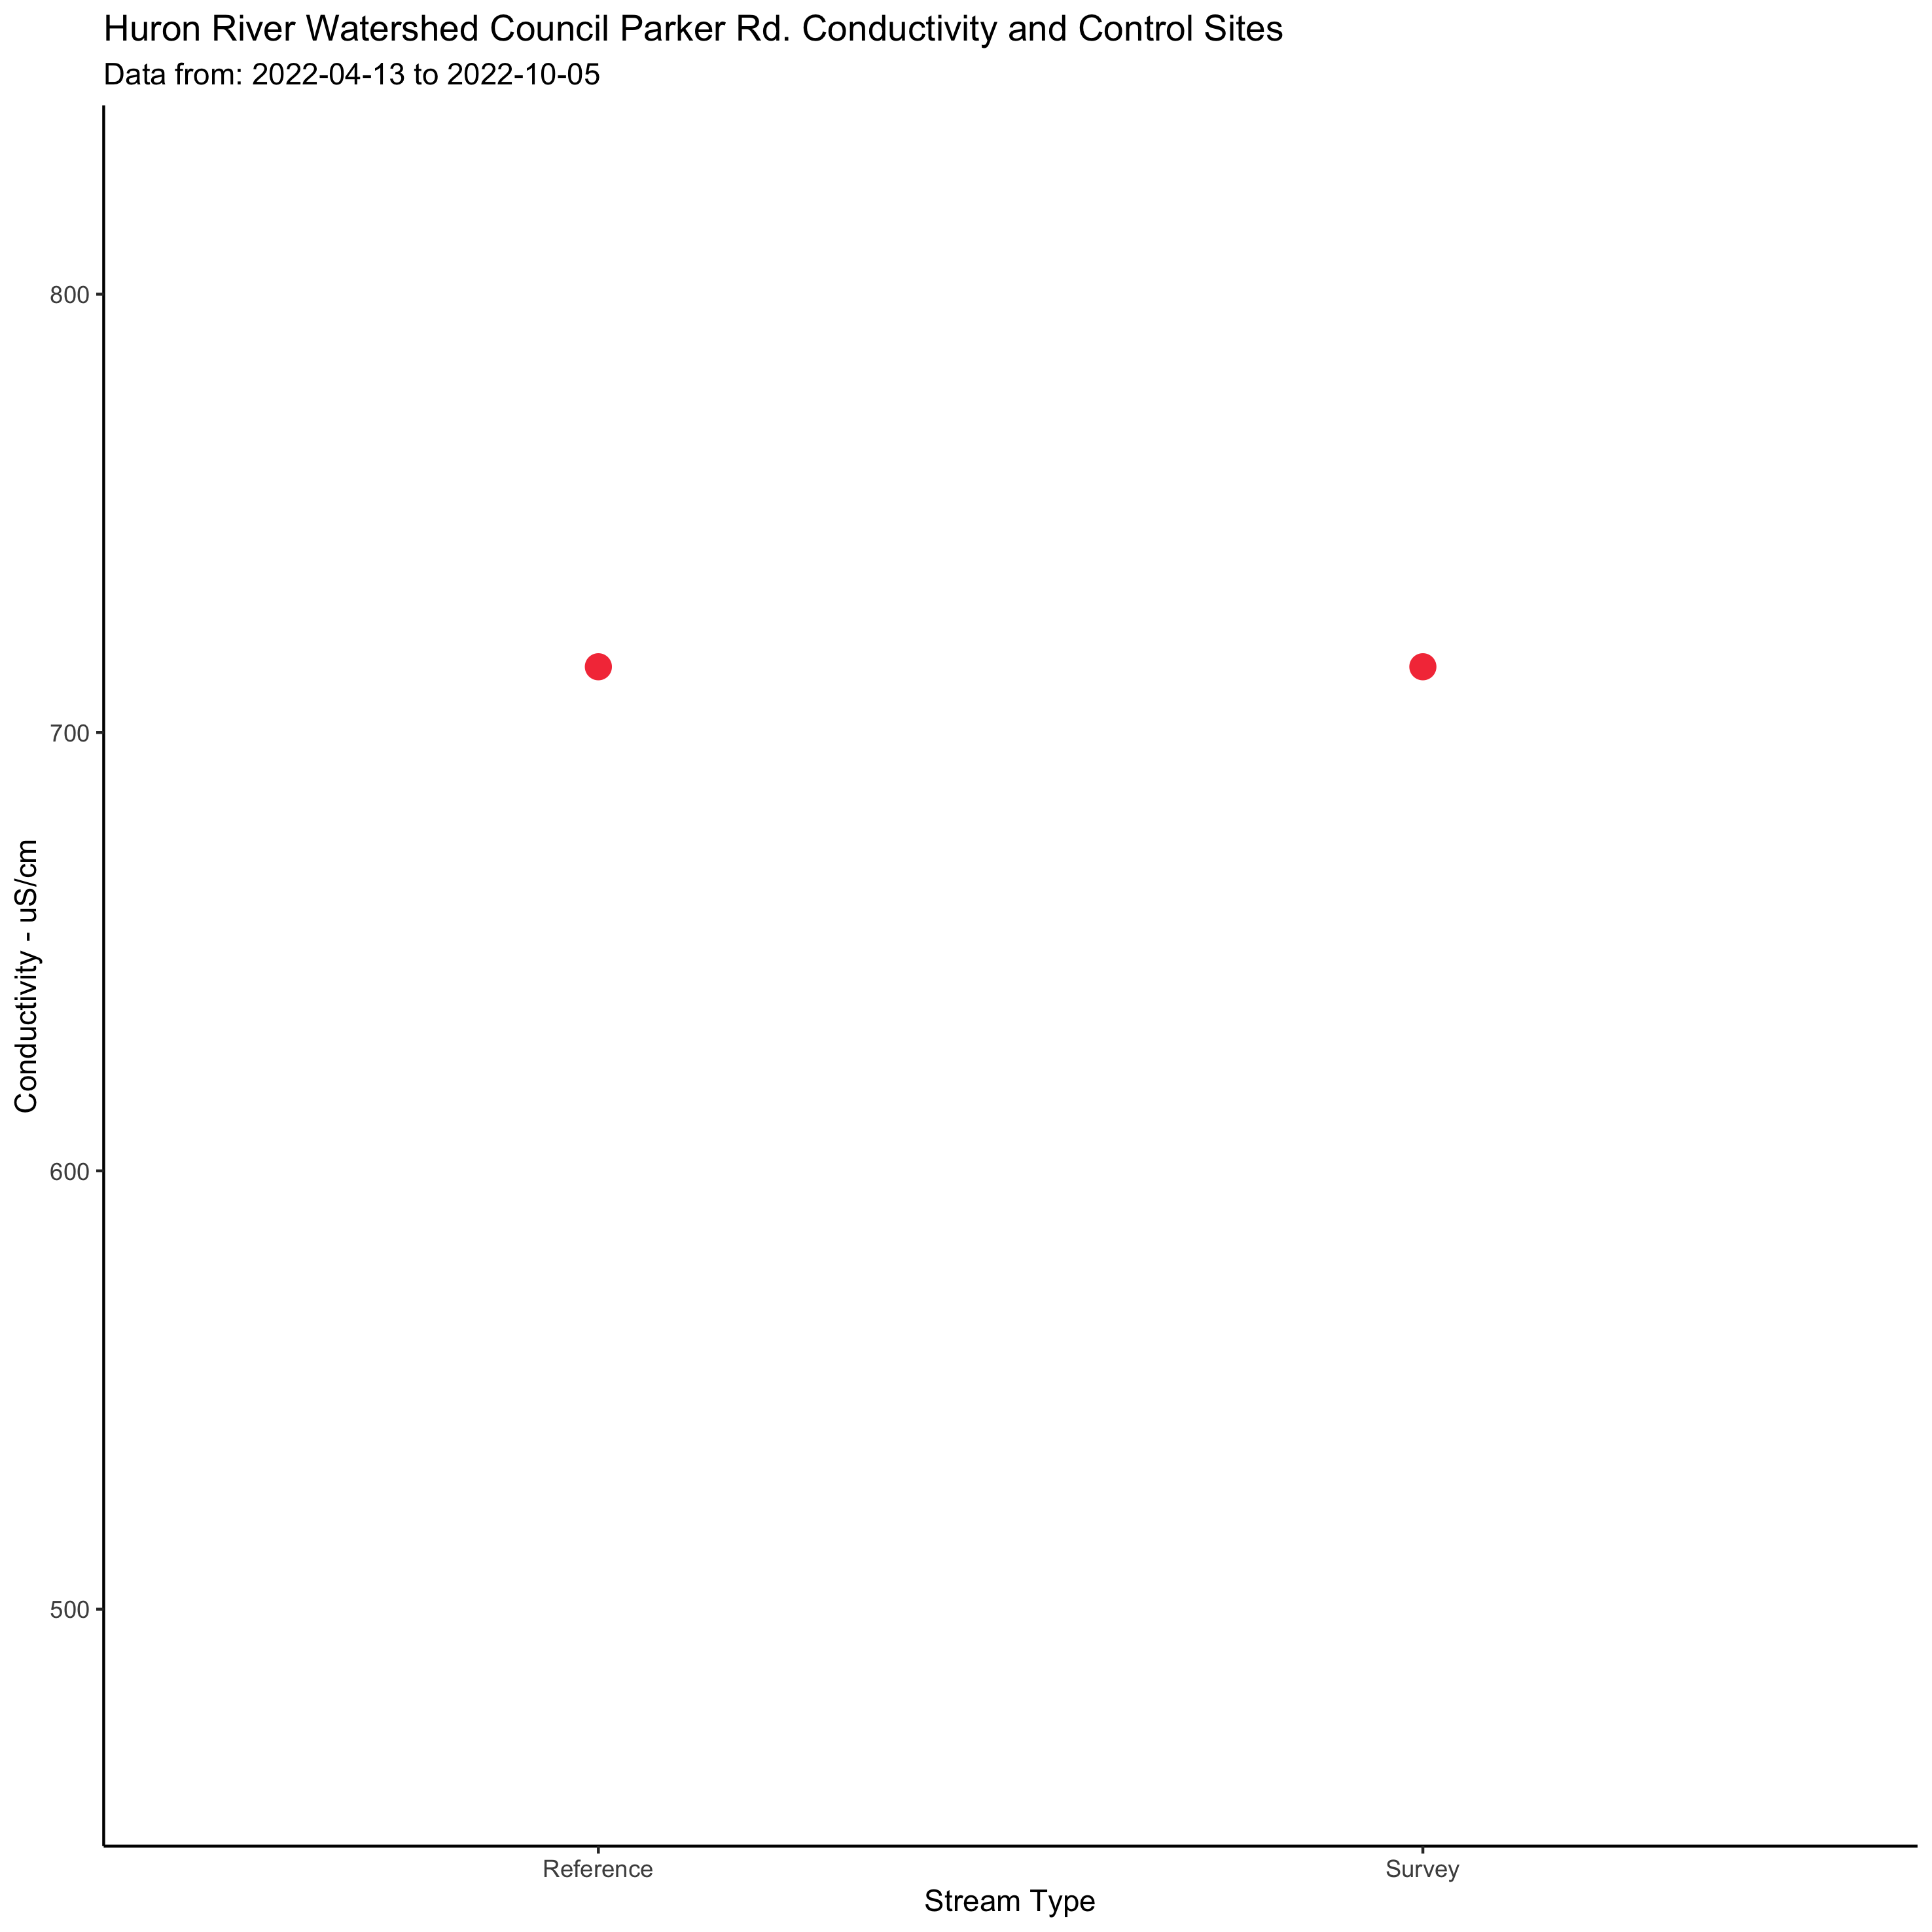 Huron River Watershed Council Parker Rd. Conductivity and Control Sites
Data from: 2022-04-13 to 2022-10-05
800
700
600
500
Conductivity - uS/cm
Reference
Survey
Stream Type